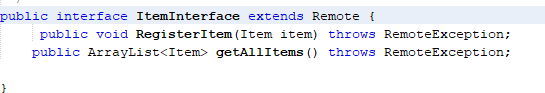 public interface ItemInterface extends Remote {
public void RegisterItem(Item item) throws RemoteException;
public ArrayList<Item> getAllItems() throws RemoteException;
}